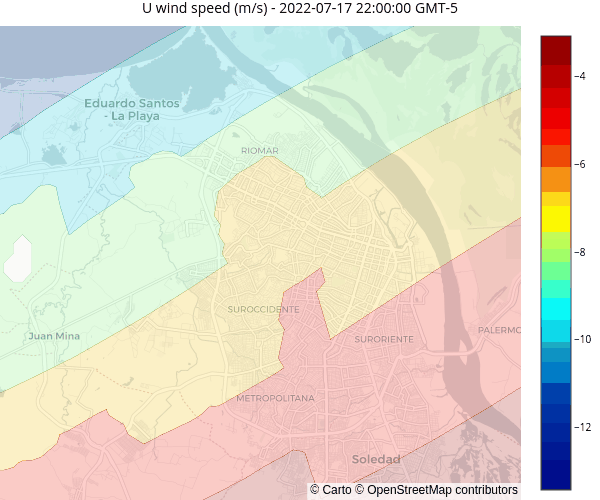 U wind speed (m/s) - 2022-07-17 22:00:00 GMT-5
Eduardo Santos
- La Playa
RIOMAR
SUROCCIDENTE
Juan Mina
SURORIENTE
PALERMO
METROPOLITANA
Soledad
© Carto © OpenStreetMap contributors
−4
−6
−8
−10
−12